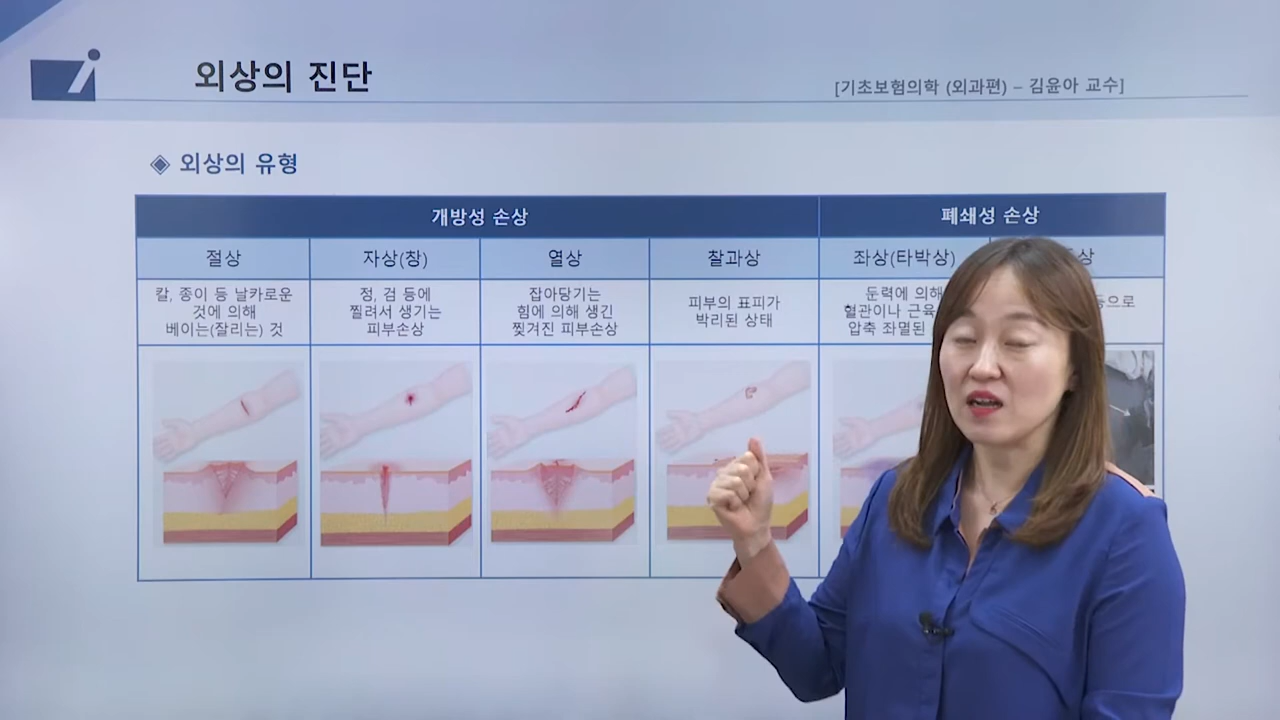 외상의 진단
[기초보험의학 (외과편) – 김윤아 교수]
◈ 외상의 유형
개방성 손상
폐쇄성 손상
절상
자상(창)
열상
찰과상
좌상(타박상)
칼, 종이 등 날카로운
것에 의해
베이는(잘리는) 것
정, 검 등에
찔려서 생기는
피부손상
잡아당기는
힘에 의해 생긴
찢겨진 피부손상
피부의 표피가
박리된 상태
둔력에 의해
혈관이나 근육
압축 좌멸된